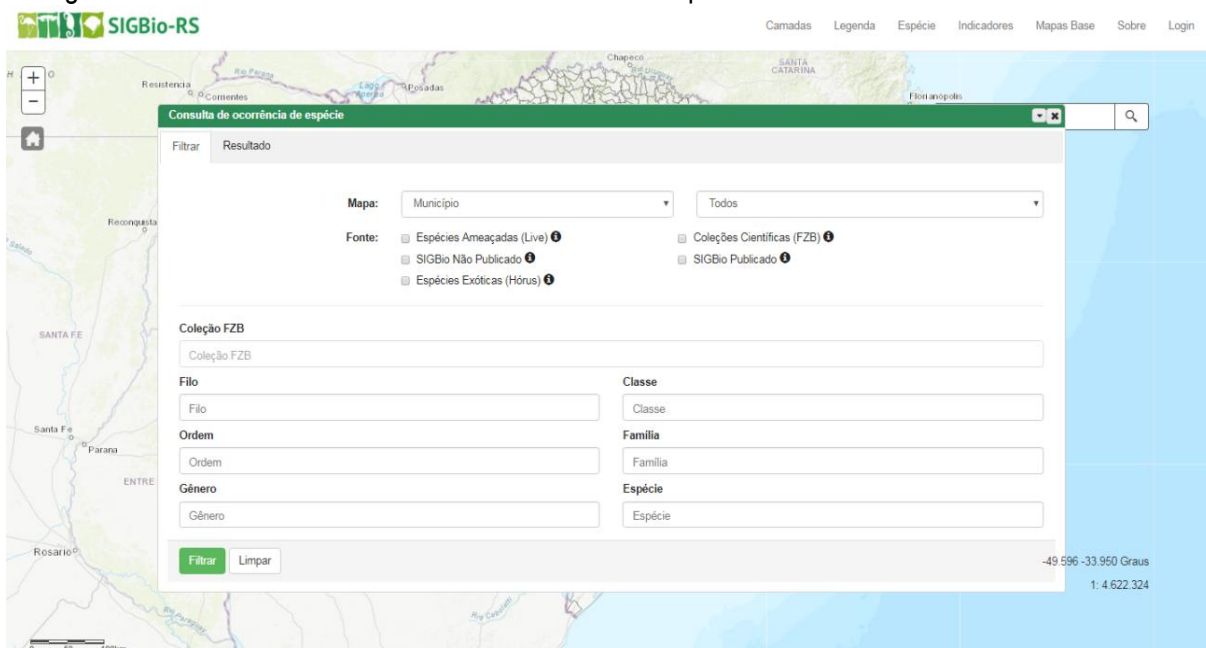 SIGBio-RS
Camadas Legenda Espécie Indicadores Mapas Base Sobre Login
+
-
Chapeco
SANTA CATARINA
Resistencia
Corrientes
Posadas
Florianópolis
Consulta de ocorrência de espécie
Filtrar Resultado
Mapa: Município Todos
Fonte: Espécies Ameaçadas (Live) Coleções Científicas (FZB)
SIGBio Não Publicado SIGBio Publicado
Espécies Exóticas (Hórus)
Reconquista
Coleção FZB
Coleção FZB
SANTA FE
Filo Classe
Filo Classe
Ordem Família
Ordem Família
Santa Fe
Parana
ENTRE
Gênero Espécie
Gênero Espécie
Rosario
Filtrar Limpar
-49.596 -33.950 Graus
1: 4.622.324